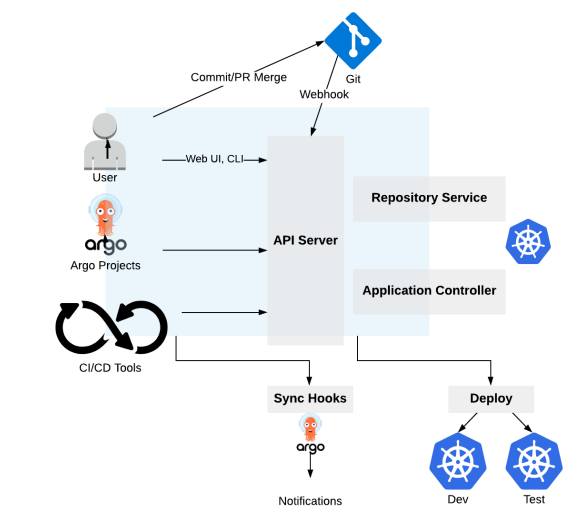 Git
Commit/PR Merge
Webhook
User
Web UI, CLI
Repository Service
argo
API Server
Argo Projects
Application Controller
CI/CD Tools
Sync Hooks
Deploy
argo
Notifications
Dev
Test